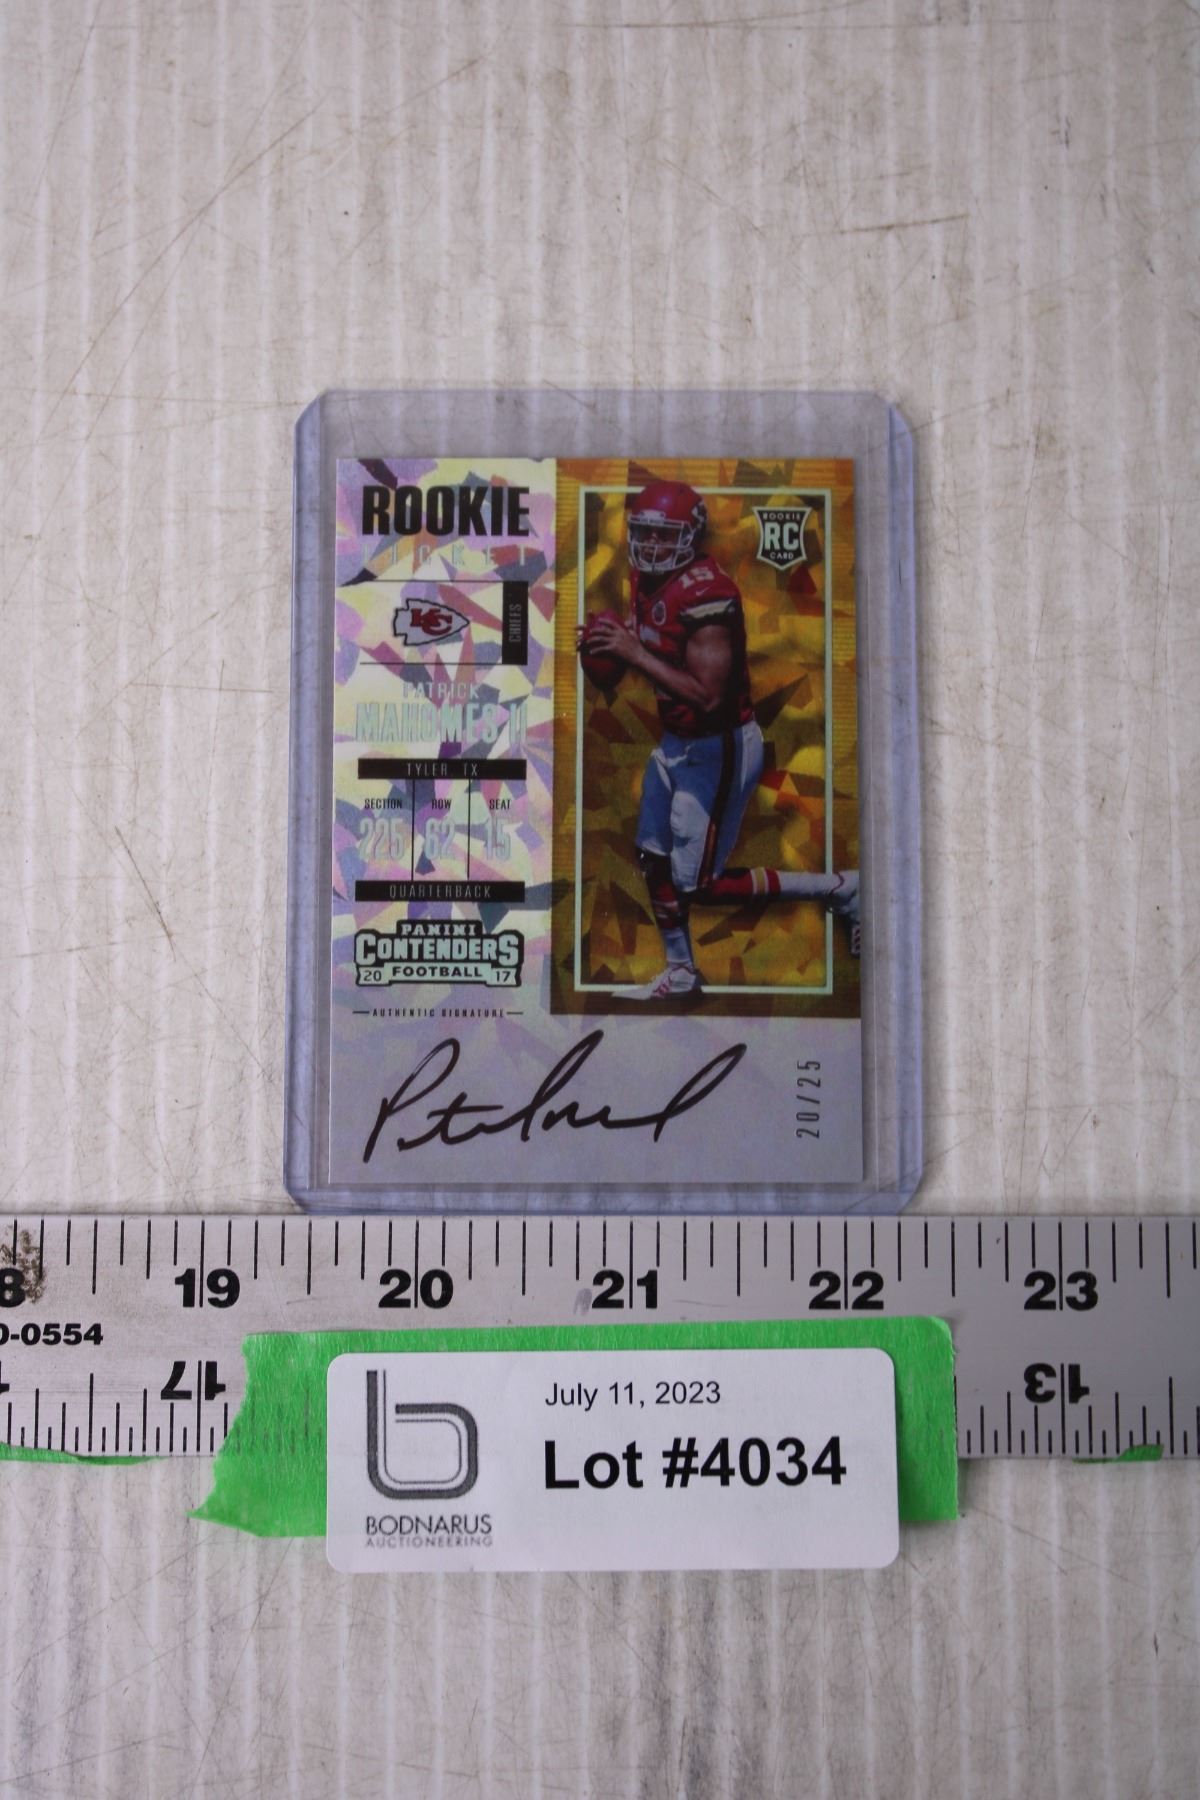 ROOKIE
TICKET
CHIEFS
KC
PATRICK
MAHOMES II
TYLER, TX
SECTION ROW SEAT
225 62 15
QUARTERBACK
PANINI
CONTENDERS
20 FOOTBALL 17
AUTHENTIC SIGNATURE
ROOKIE
RC
CARD
15
20/25
19 20 21 22 23
0-0554
17 13
July 11, 2023
Lot #4034
BODNARUS
AUCTIONEERING